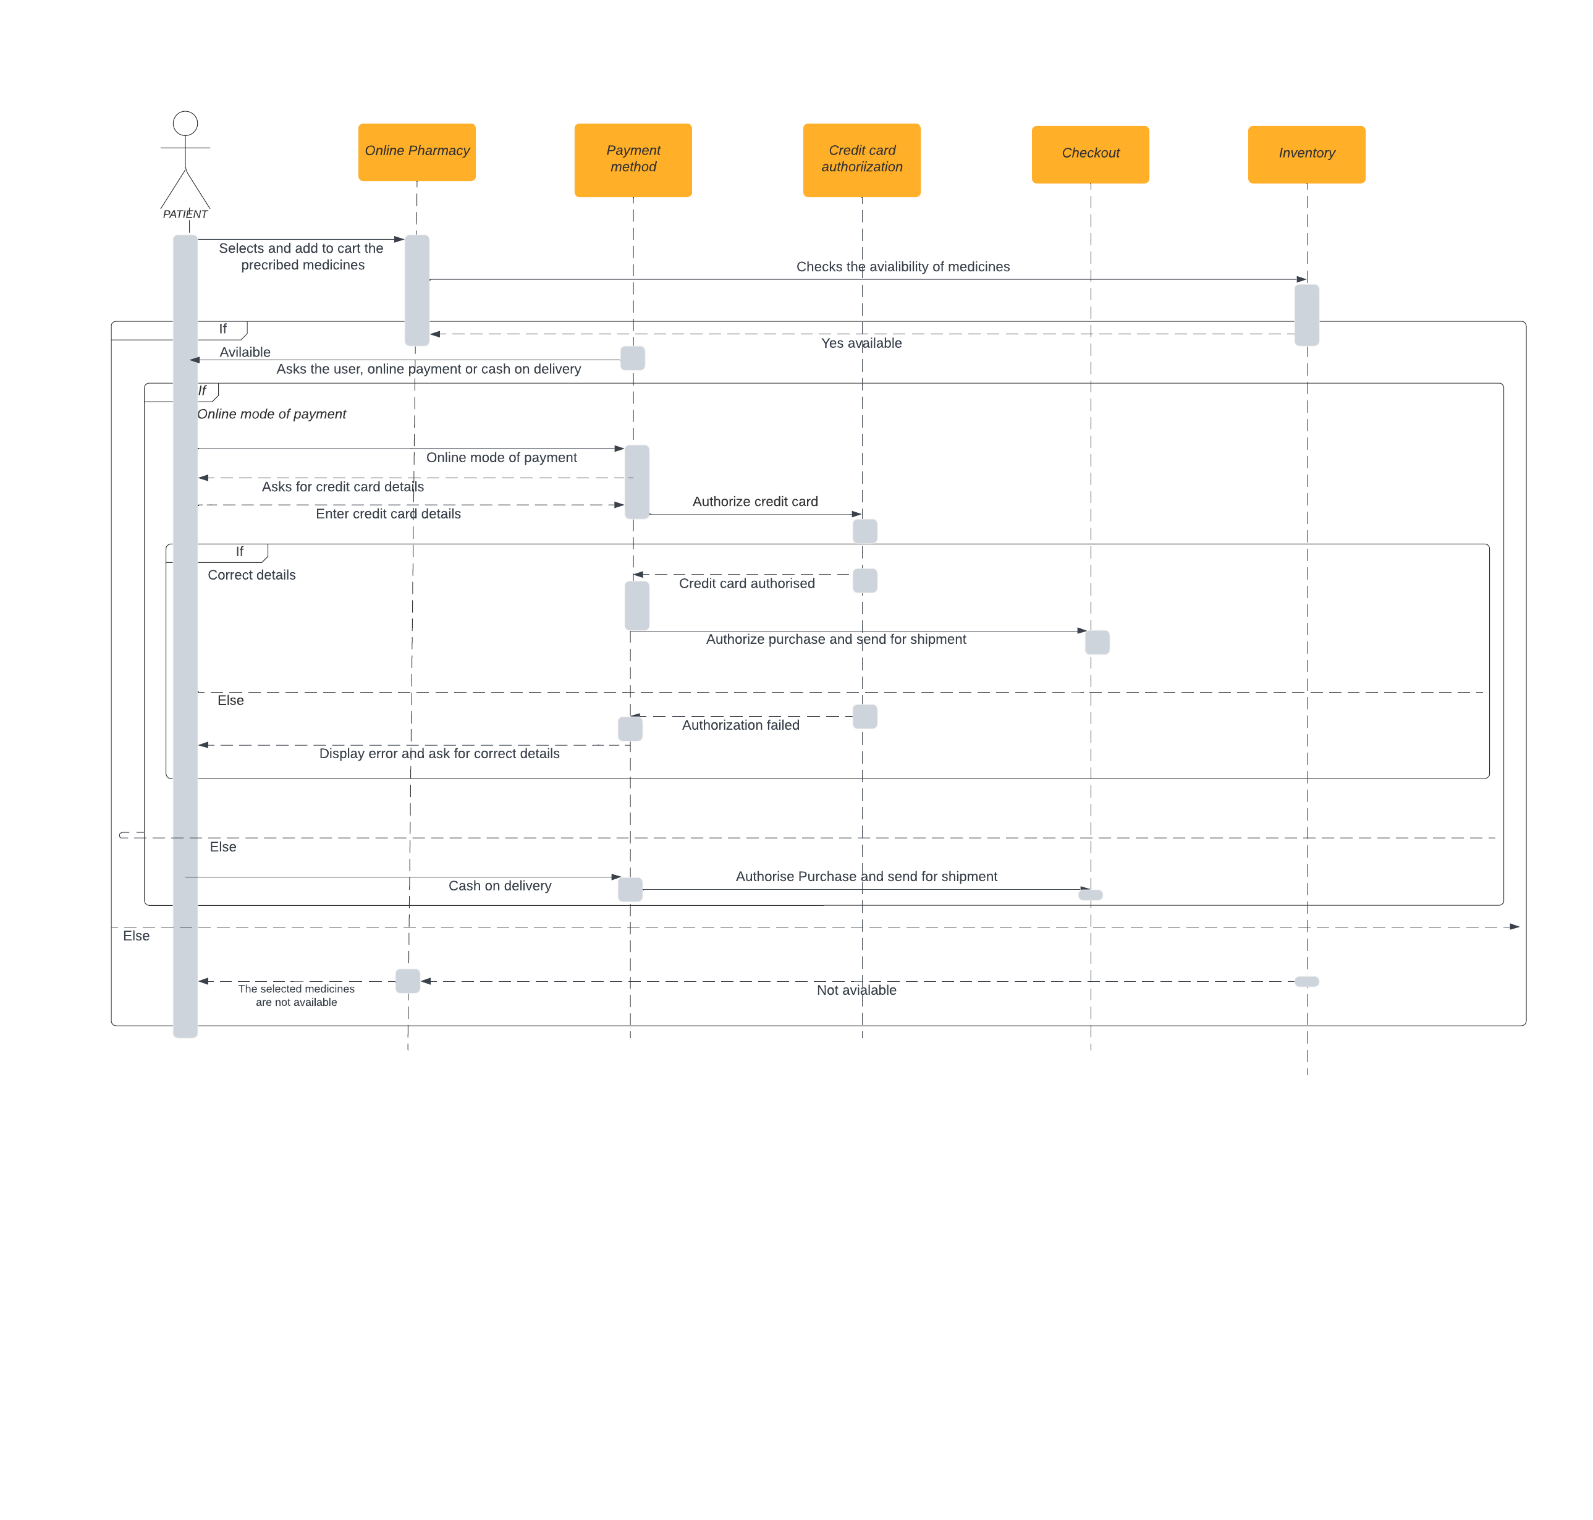 Online Pharmacy
Payment
method
Credit card
authoriization
Checkout
Inventory
PATIENT
Selects and add to cart the
precribed medicines
Checks the avialibility of medicines
If
Yes available
Avilaible
Asks the user, online payment or cash on delivery
If
Online mode of payment
Online mode of payment
Asks for credit card details
Authorize credit card
Enter credit card details
If
Correct details
Credit card authorised
Authorize purchase and send for shipment
Else
Authorization failed
Display error and ask for correct details
Else
Cash on delivery
Authorise Purchase and send for shipment
Else
The selected medicines
are not available
Not avialable